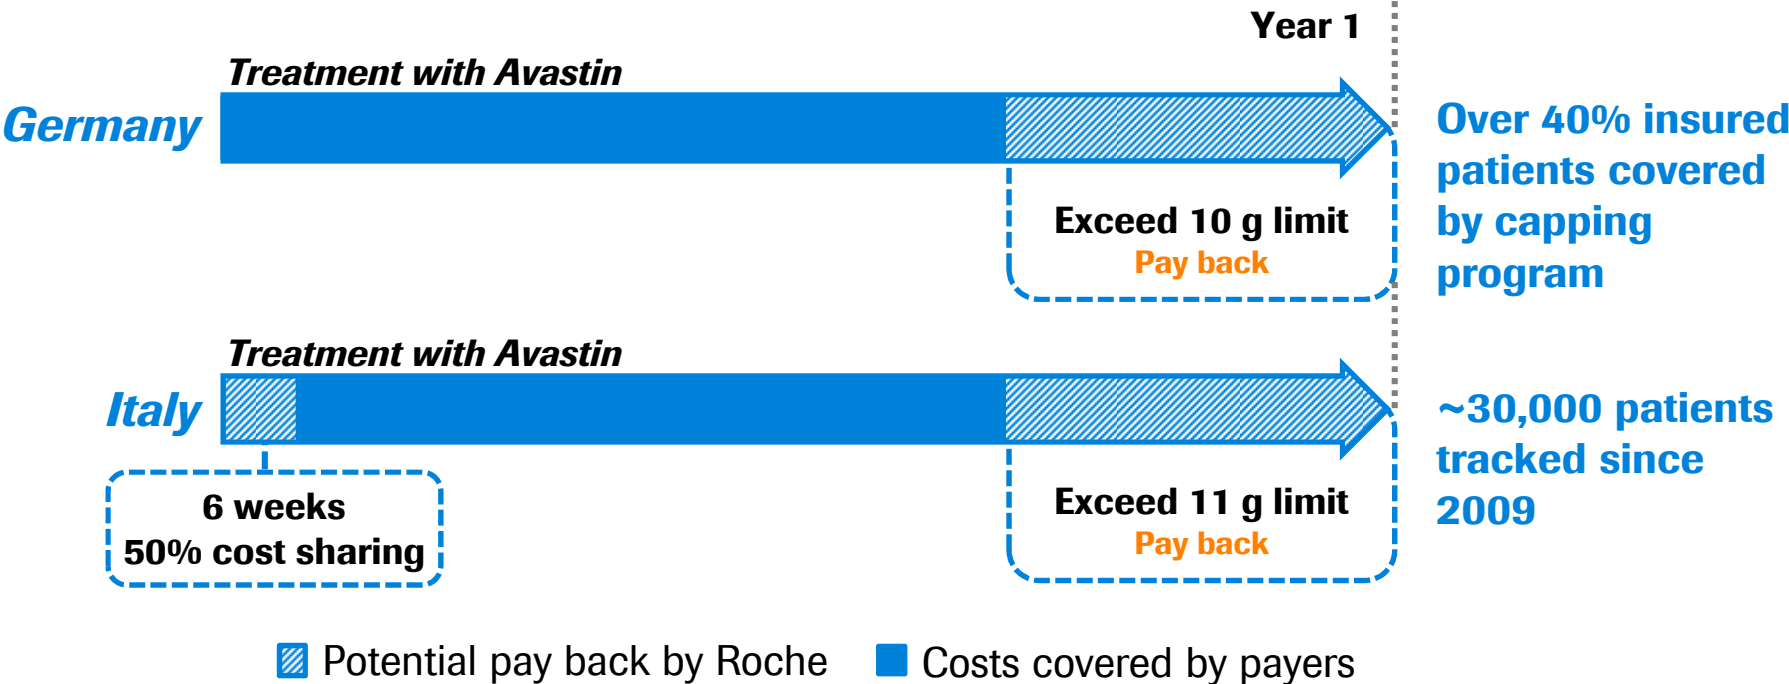 Year 1
Treatment with Avastin
Germany
Over 40% insured
patients covered
by capping
program
Exceed 10 g limit
Pay back
Treatment with Avastin
Italy
~30,000 patients
tracked since
2009
6 weeks
50% cost sharing
Exceed 11 g limit
Pay back
Potential pay back by Roche
Costs covered by payers